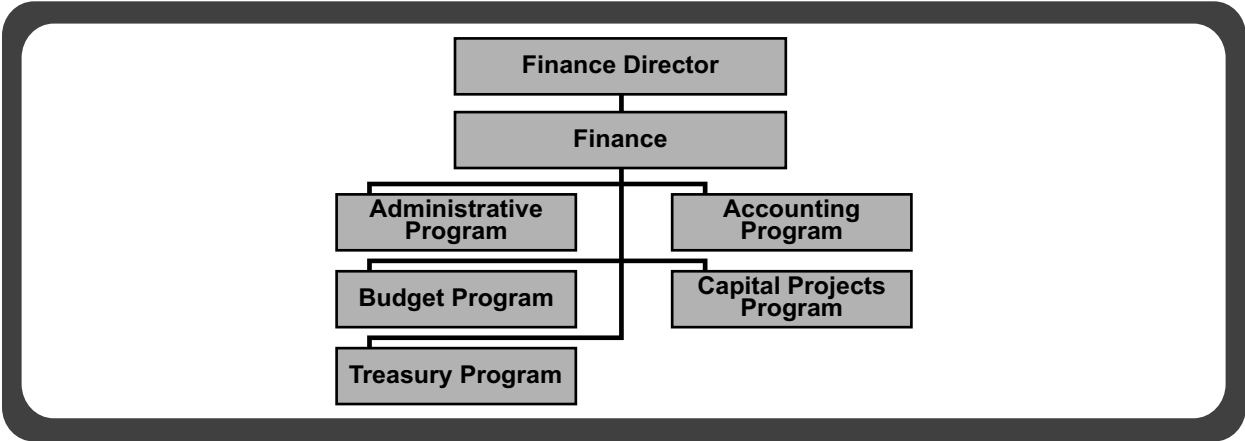 Finance Director
Finance
Administrative
Program
Accounting
Program
Budget Program
Capital Projects
Program
Treasury Program